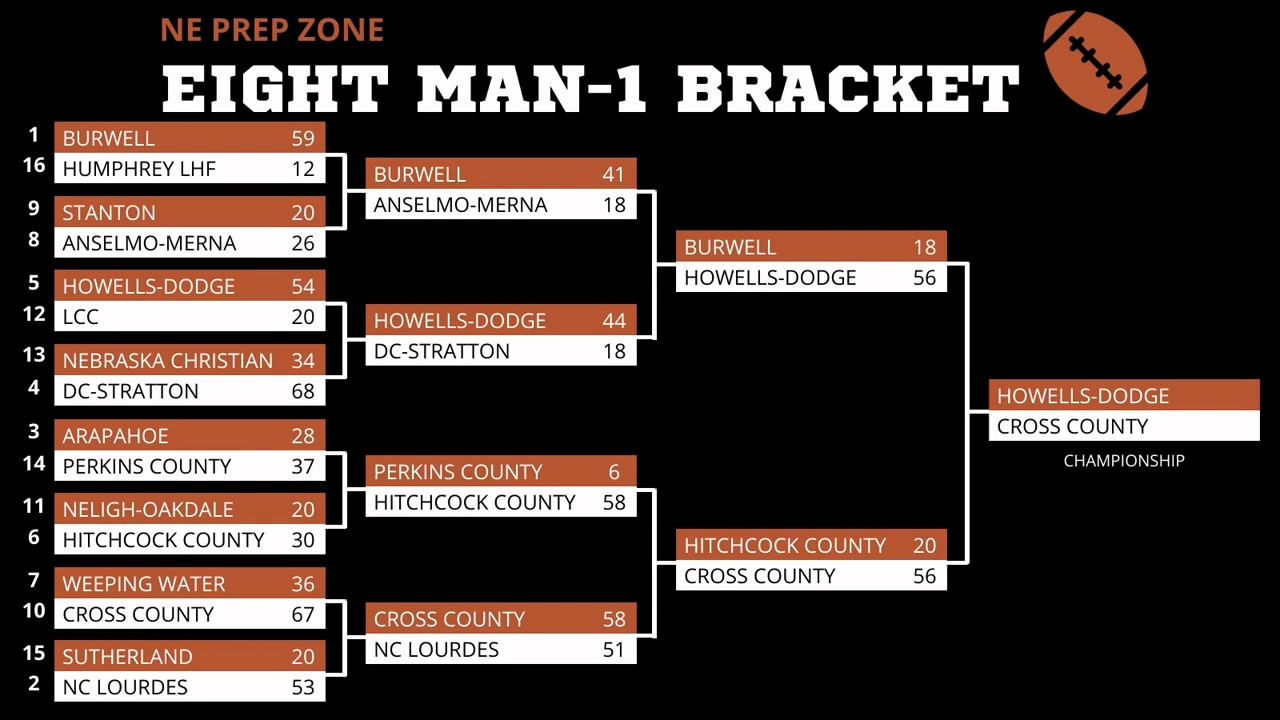 NE PREP ZONE
EIGHT MAN-1 BRACKET
1 BURWELL 59
16 HUMPHREY LHF 12
9 STANTON 20
8 ANSELMO-MERNA 26
5 HOWELLS-DODGE 54
12 LCC 20
13 NEBRASKA CHRISTIAN 34
4 DC-STRATTON 68
3 ARAPAHOE 28
14 PERKINS COUNTY 37
11 NELIGH-OAKDALE 20
6 HITCHCOCK COUNTY 30
7 WEEPING WATER 36
10 CROSS COUNTY 67
15 SUTHERLAND 20
2 NC LOURDES 53
BURWELL 41
ANSELMO-MERNA 18
HOWELLS-DODGE 44
DC-STRATTON 18
PERKINS COUNTY 6
HITCHCOCK COUNTY 58
CROSS COUNTY 58
NC LOURDES 51
BURWELL 18
HOWELLS-DODGE 56
HITCHCOCK COUNTY 20
CROSS COUNTY 56
HOWELLS-DODGE
CROSS COUNTY
CHAMPIONSHIP